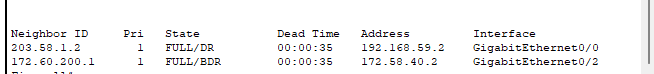 Neighbor ID Pri State Dead Time Address Interface
203.58.1.2 1 FULL/DR 00:00:35 192.168.59.2 GigabitEthernet0/0
172.60.200.1 1 FULL/BDR 00:00:35 172.58.40.2 GigabitEthernet0/2